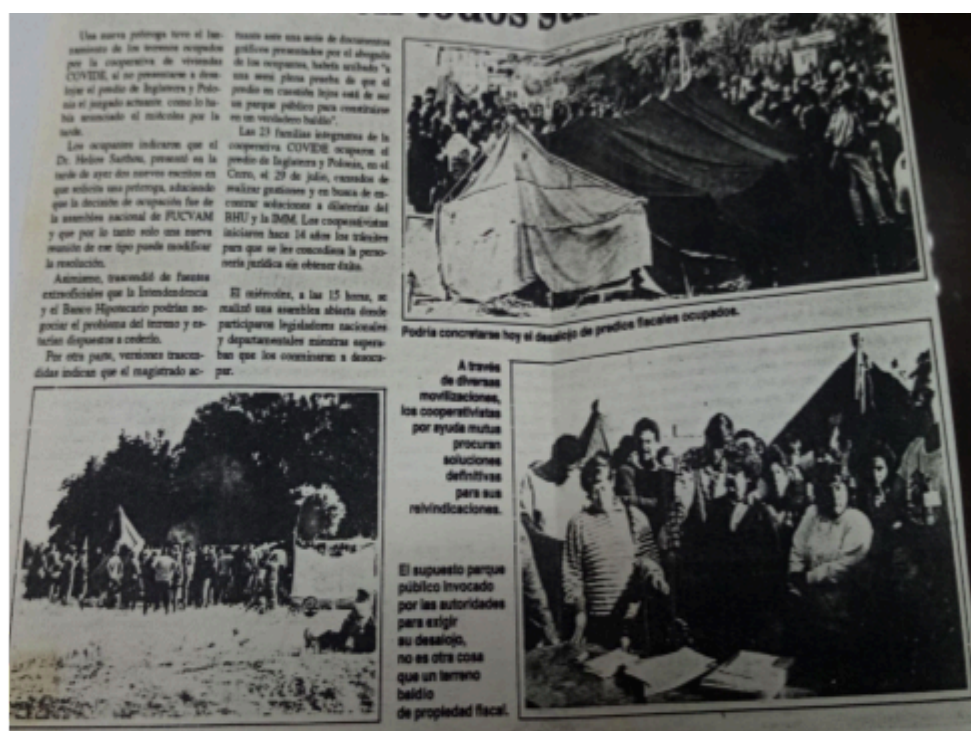 todos
Una nueva prórroga tuvo el lan-
zamiento de los terrenos ocupados
por la cooperativa de viviendas
COVIDE, al no presentarse a desa-
lojar el predio de Inglaterra y Polo-
nia el juzgado actuante como lo ha-
bía anunciado el miércoles por la
tarde.
Los ocupantes indicaron que el
Dr. Helios Sarthou, presentó en la
tarde de ayer dos nuevos escritos en
que solicita una prórroga, aduciendo
que la decisión de ocupación fue de
la asamblea nacional de FUCVAM
y que por lo tanto solo una nueva
reunión de ese tipo puede modificar
la resolución.
Asimismo, trascendió de fuentes
extraoficiales que la Intendendencia
y el Banco Hipotecario podrían ne-
gociar el problema del terreno y es-
tarían dispuestos a cederlo.
Por otra parte, versiones trascen-
didas indican que el magistrado ac-
tuante ante una serie de documentos
gráficos presentados por el abogado
de los ocupantes, habría arribado "a
una semi plena prueba de que el
predio en cuestión lejos está de ser
un parque público para constituirse
en un verdadero baldío".
Las 23 familias integrantes de la
cooperativa COVIDE ocuparon el
predio de Inglaterra y Polonia, en el
Cerro, el 29 de julio, cansados de
realizar gestiones y en busca de en-
contrar soluciones a dilatorias del
BHU y la IMM. Los cooperativistas
iniciaron hace 14 años los trámites
para que se les concediera la perso-
nería jurídica sin obtener éxito.
El miércoles, a las 15 horas, se
realizó una asamblea abierta donde
participaron legisladores nacionales
y departamentales mientras espera-
ban que los conminaran a desocu-
par.
Podría concretarse hoy el desalojo de predios fiscales ocupados.
A través
de diversas
movilizaciones,
los cooperativistas
por ayuda mutua
procuran
soluciones
definitivas
para sus
reivindicaciones.
El supuesto parque
público invocado
por las autoridades
para exigir
su desalojo,
no es otra cosa
que un terreno
baldío
de propiedad fiscal.